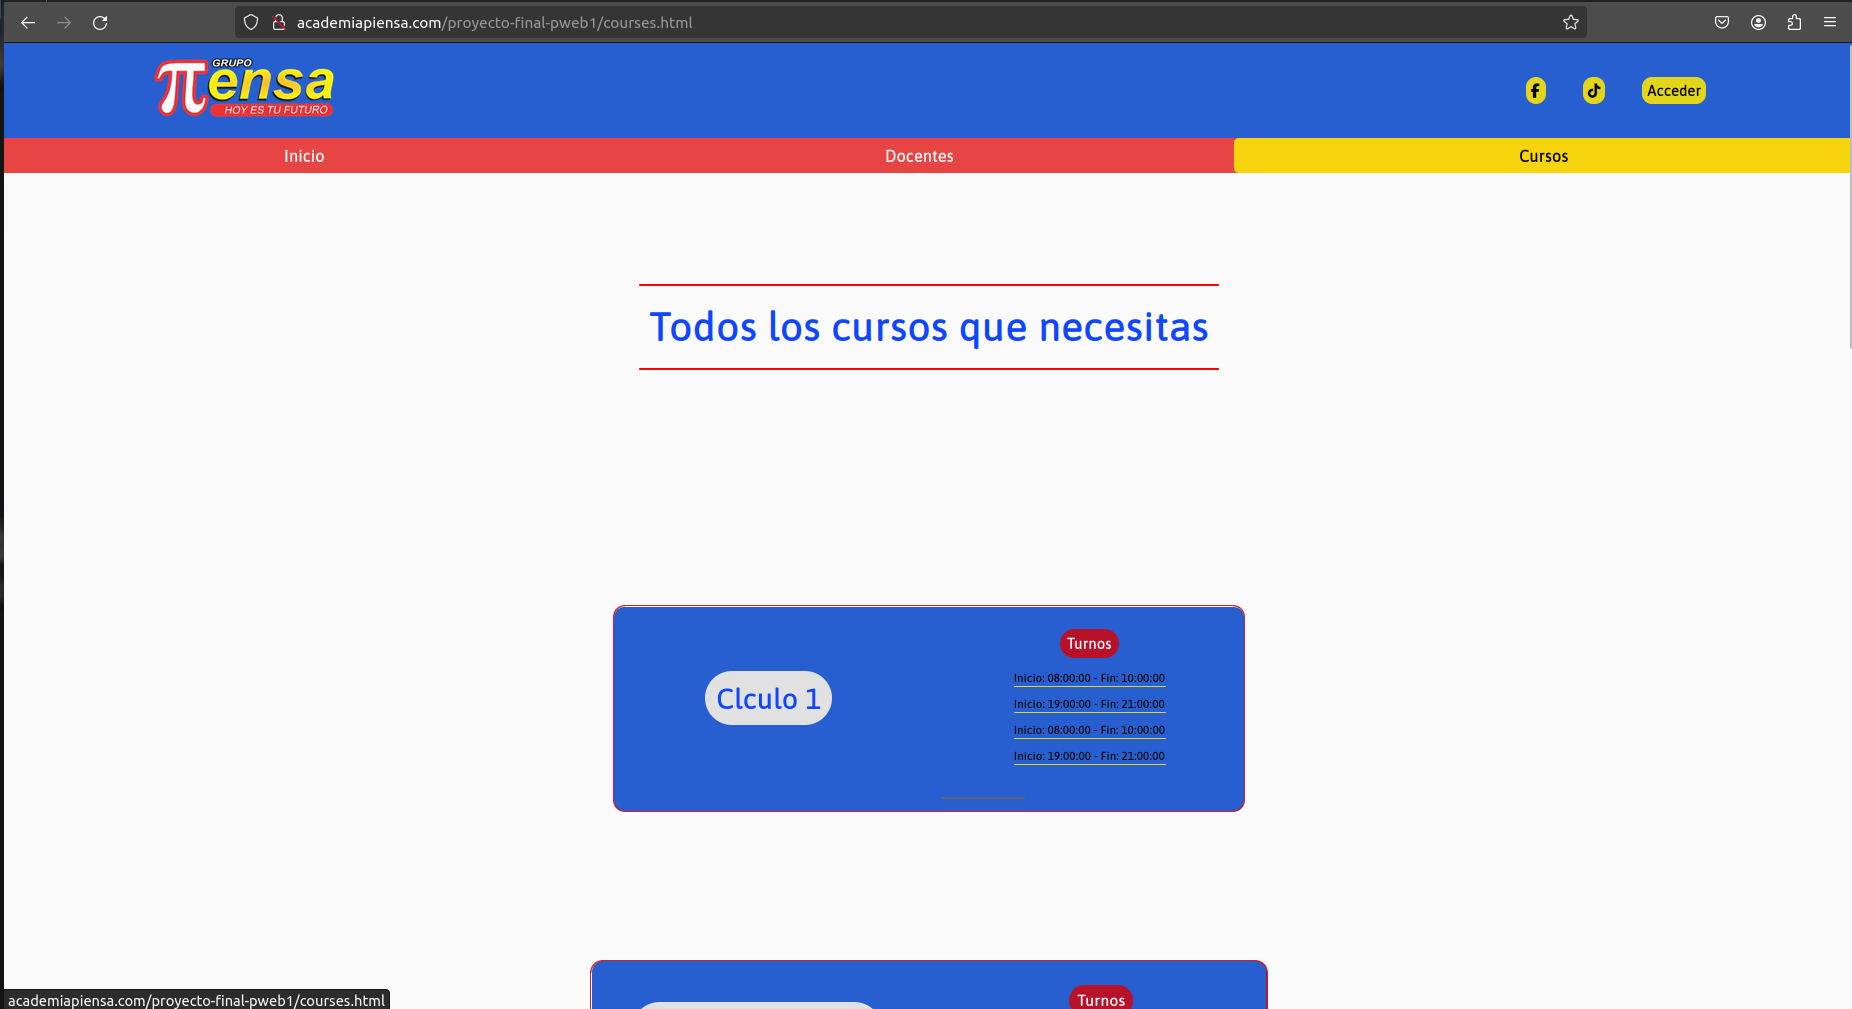 academiapiensa.com/proyecto-final-pweb1/courses.html
GRUPO
πensa
HOY ES TU FUTURO
Acceder
Inicio
Docentes
Cursos
Todos los cursos que necesitas
Clculo 1
Turnos
Inicio: 08:00:00 - Fin: 10:00:00
Inicio: 19:00:00 - Fin: 21:00:00
Inicio: 08:00:00 - Fin: 10:00:00
Inicio: 19:00:00 - Fin: 21:00:00
Turnos
academiapiensa.com/proyecto-final-pweb1/courses.html